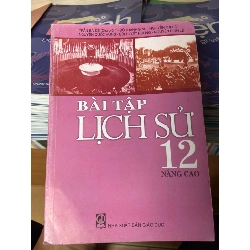 BÀI TẬP
LỊCH SỬ
12
NÂNG CAO
NHÀ XUẤT BẢN GIÁO DỤC